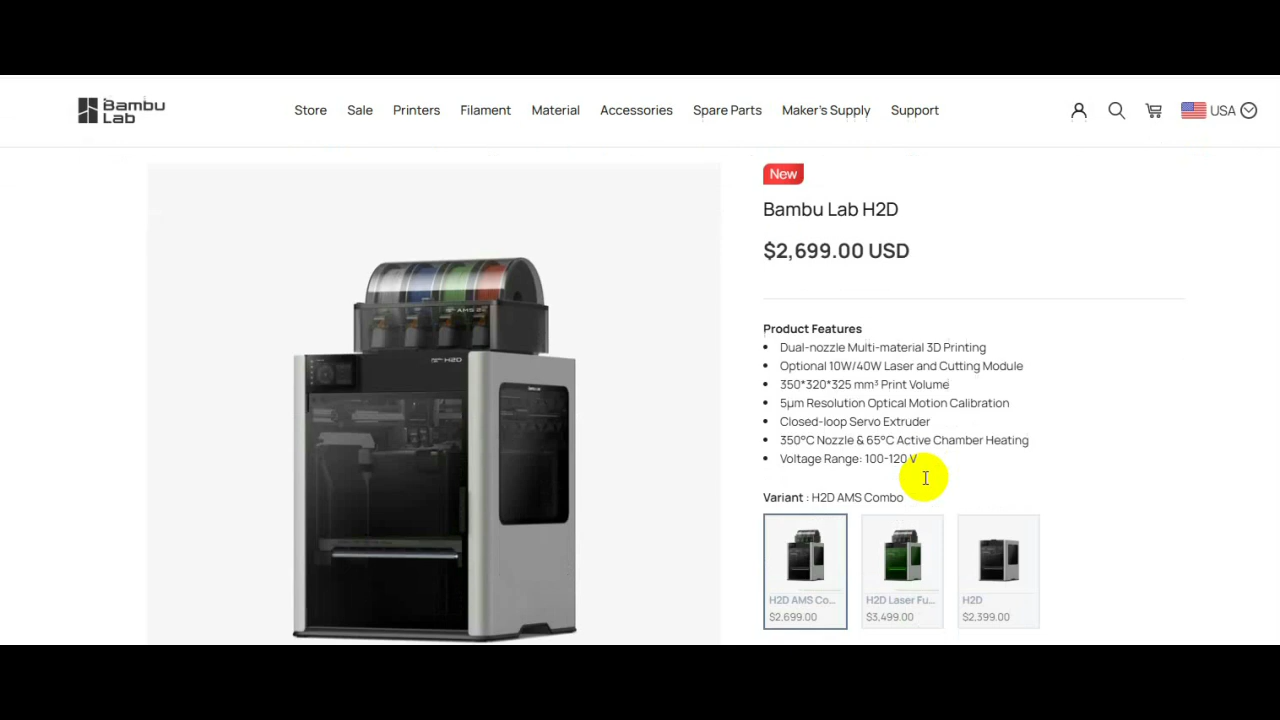 Bambu
Lab
Store Sale Printers Filament Material Accessories Spare Parts Maker's Supply Support
USA
New
Bambu Lab H2D
$2,699.00 USD
Product Features
Dual-nozzle Multi-material 3D Printing
Optional 10W/40W Laser and Cutting Module
350*320*325 mm³ Print Volume
5μm Resolution Optical Motion Calibration
Closed-loop Servo Extruder
350°C Nozzle & 65°C Active Chamber Heating
Voltage Range: 100-120 V
Variant : H2D AMS Combo
H2D AMS Co... H2D Laser Fu... H2D
$2,699.00 $3,499.00 $2,399.00
AMS 2
H2D